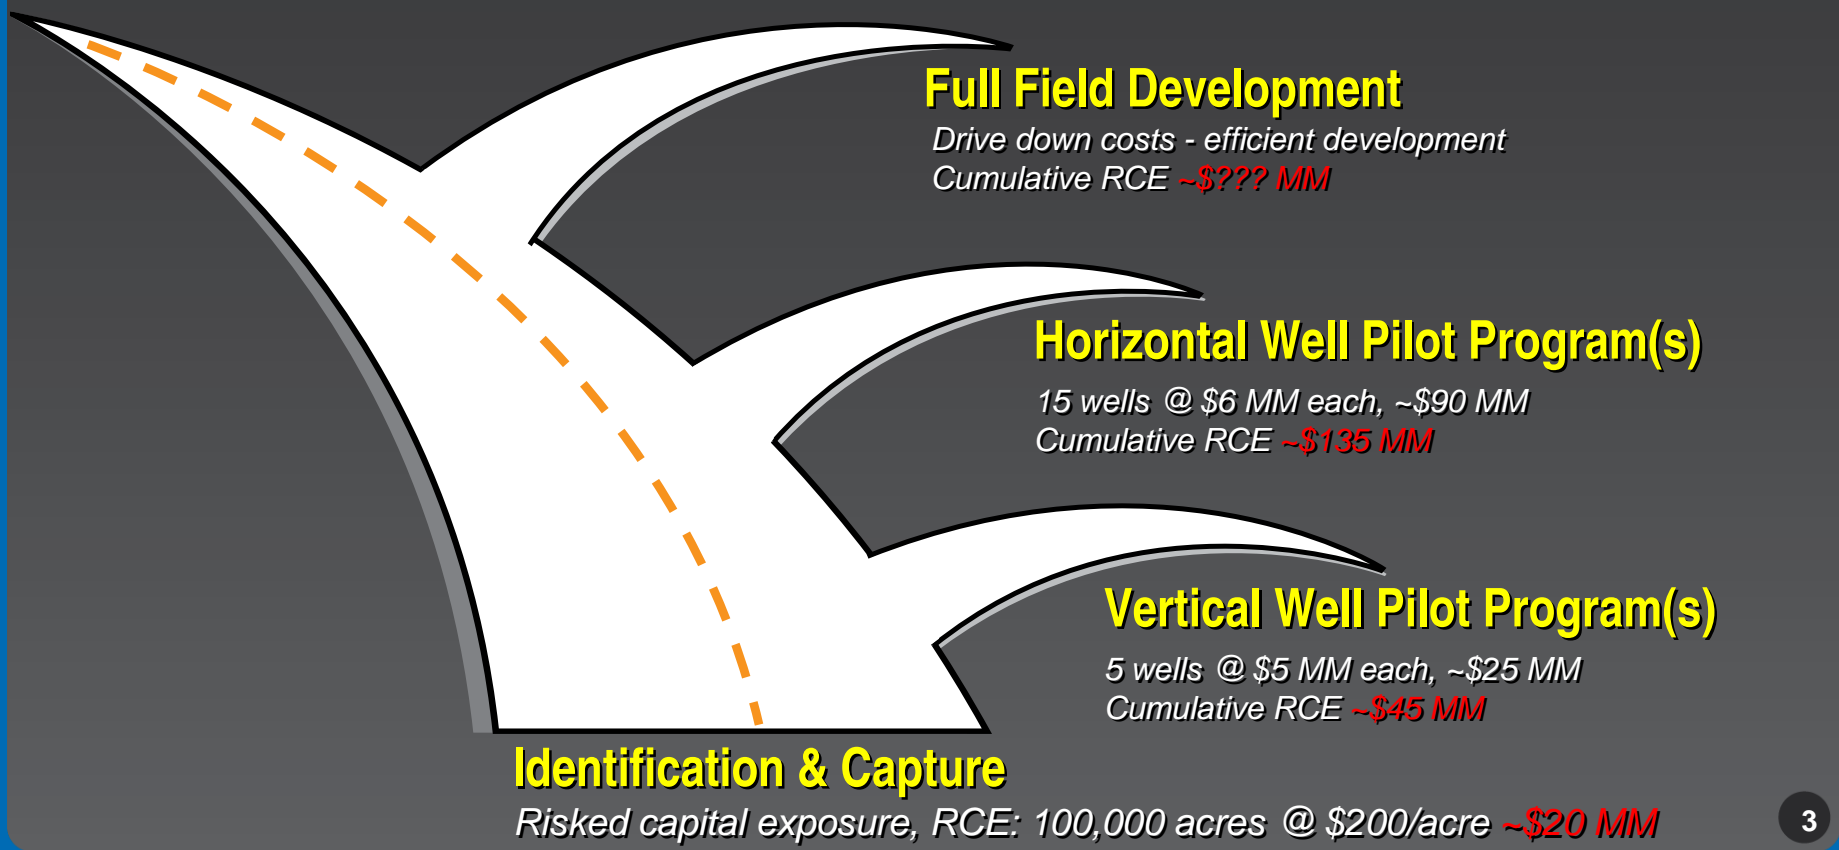 Full Field Development
Drive down costs - efficient development
Cumulative RCE ~$??? MM
Horizontal Well Pilot Program(s)
15 wells @ $6 MM each, ~$90 MM
Cumulative RCE ~$135 MM
Vertical Well Pilot Program(s)
5 wells @ $5 MM each, ~$25 MM
Cumulative RCE ~$45 MM
Identification & Capture
Risked capital exposure, RCE: 100,000 acres @ $200/acre ~$20 MM
3